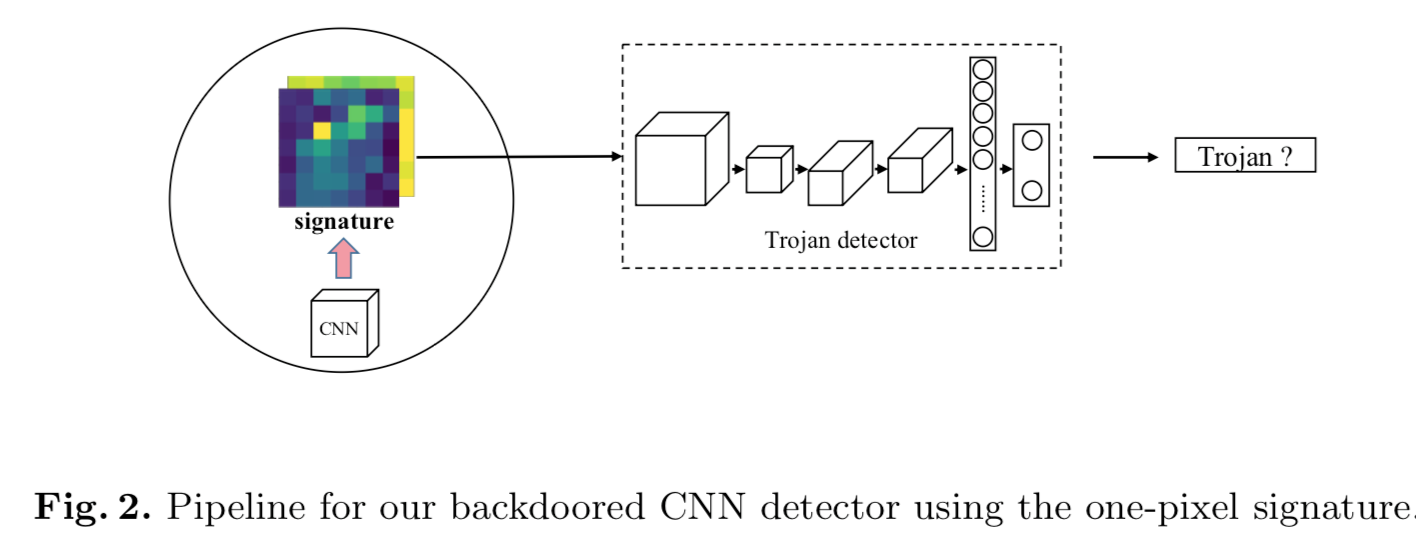 signature
CNN
Trojan detector
Trojan ?
Fig. 2. Pipeline for our backdoored CNN detector using the one-pixel signature.